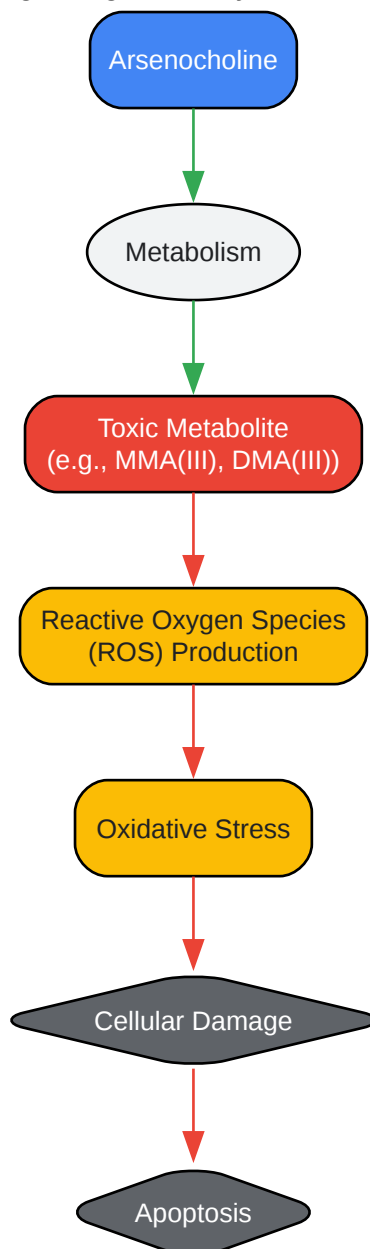 Arsenocholine
Metabolism
Toxic Metabolite
(e.g., MMA(III), DMA(III))
Reactive Oxygen Species
(ROS) Production
Oxidative Stress
Cellular Damage
Apoptosis